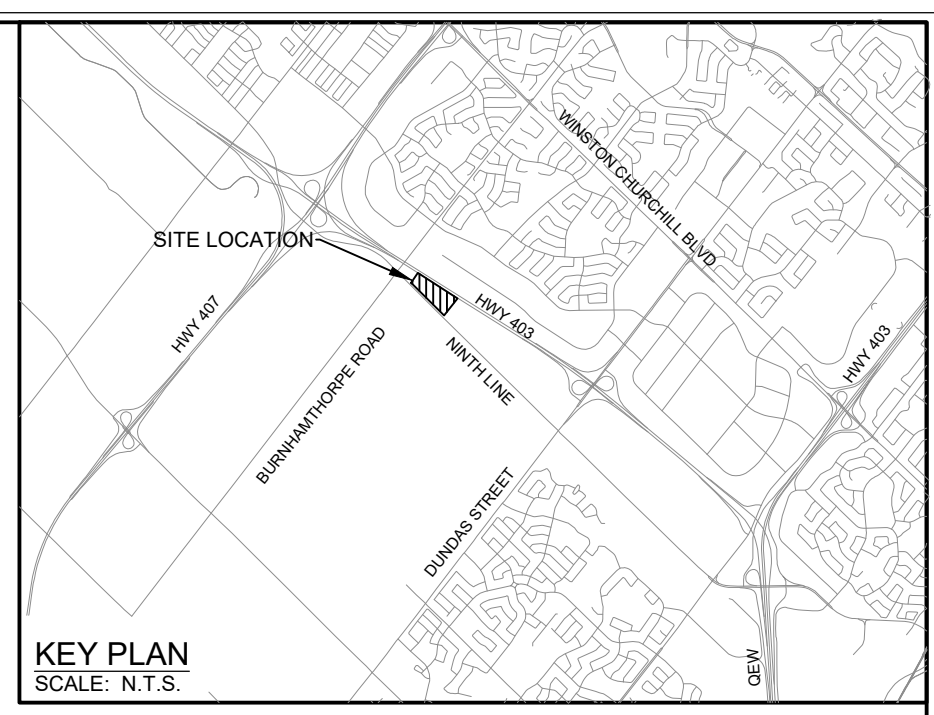 WINSTON CHURCHILL BLVD
SITE LOCATION
HWY 407
HWY 403
HWY 403
BURNHAMTHORPE ROAD
NINTH LINE
DUNDAS STREET
QEW
KEY PLAN
SCALE: N.T.S.